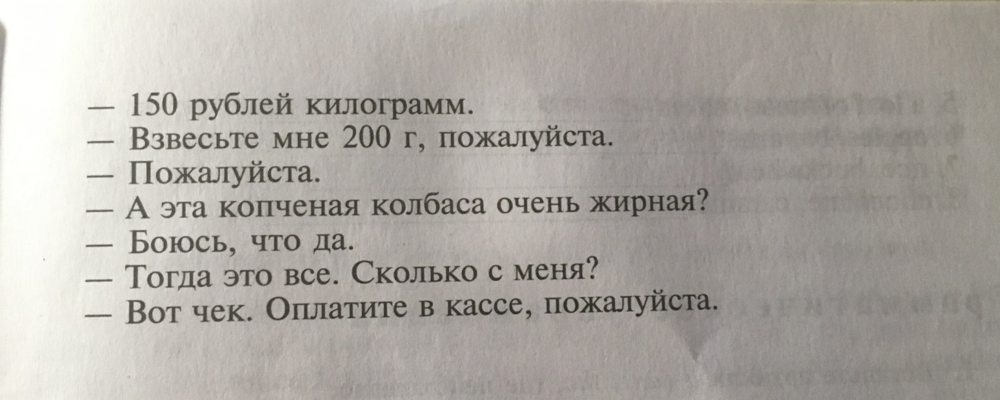 — 150 рублей килограмм.
— Взвесьте мне 200 г, пожалуйста.
— Пожалуйста.
— А эта копченая колбаса очень жирная?
— Боюсь, что да.
— Тогда это все. Сколько с меня?
— Вот чек. Оплатите в кассе, пожалуйста.